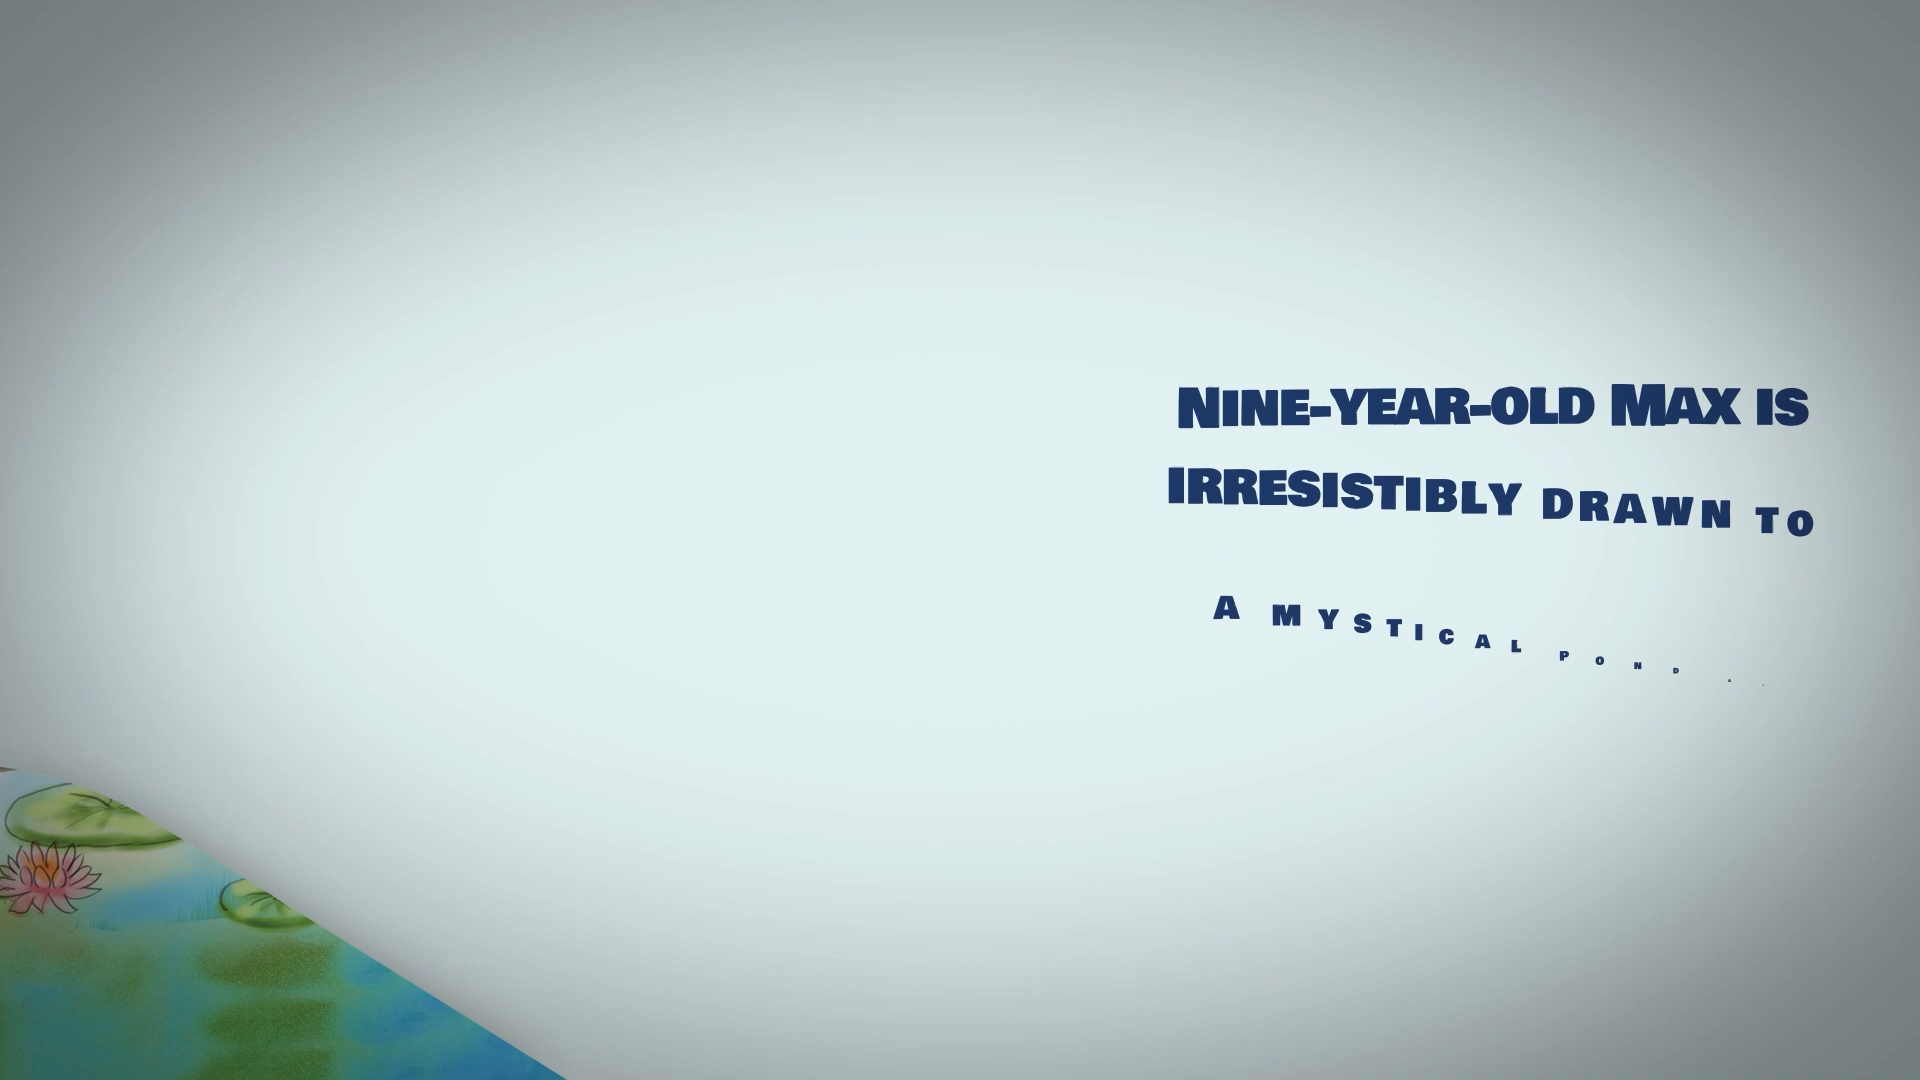 Nine-year-old Max is
irresistibly drawn to
a mystical pond